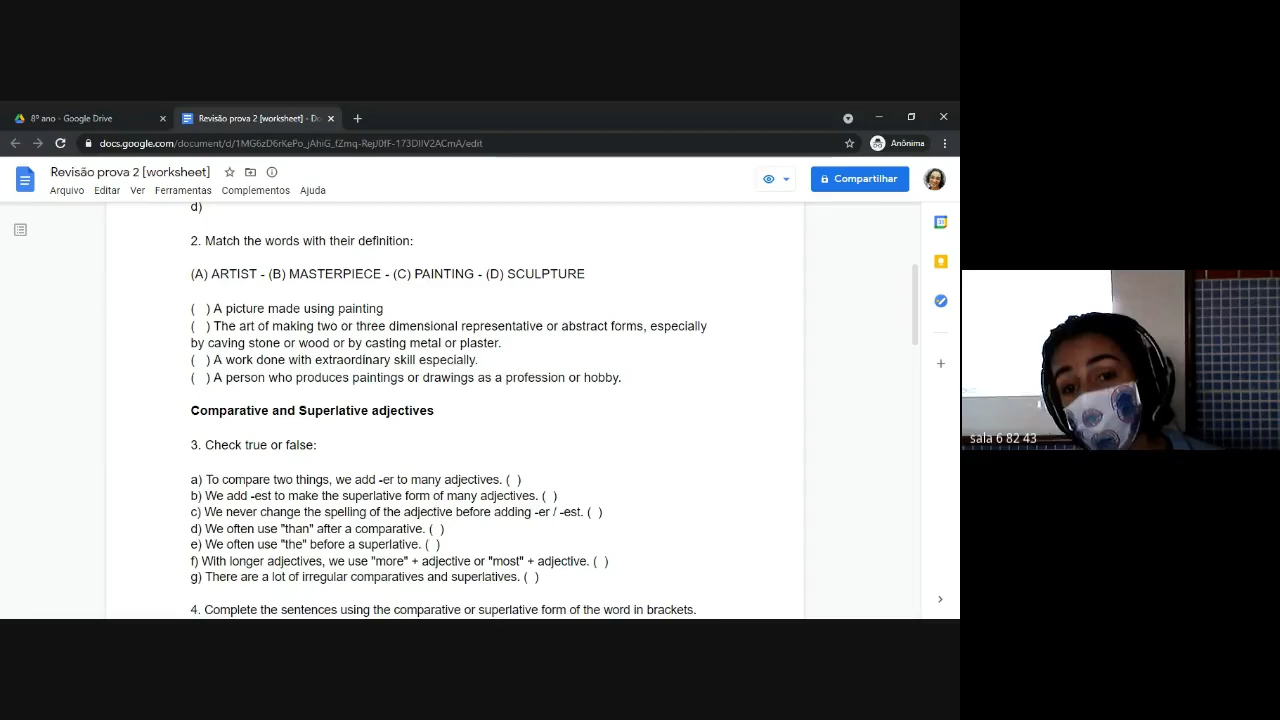 8º ano - Google Drive
Revisão prova 2 [worksheet] - Do
docs.google.com/document/d/1MG6zD6rKePo_jAhiG_fZmq-RejJ0fF-173DIIV2ACmA/edit
Anônima
Revisão prova 2 [worksheet]
Arquivo Editar Ver Ferramentas Complementos Ajuda
Compartilhar
d)
2. Match the words with their definition:
(A) ARTIST - (B) MASTERPIECE - (C) PAINTING - (D) SCULPTURE
( ) A picture made using painting
( ) The art of making two or three dimensional representative or abstract forms, especially
by caving stone or wood or by casting metal or plaster.
( ) A work done with extraordinary skill especially.
( ) A person who produces paintings or drawings as a profession or hobby.
Comparative and Superlative adjectives
3. Check true or false:
a) To compare two things, we add -er to many adjectives. ( )
b) We add -est to make the superlative form of many adjectives. ( )
c) We never change the spelling of the adjective before adding -er / -est. ( )
d) We often use "than" after a comparative. ( )
e) We often use "the" before a superlative. ( )
f) With longer adjectives, we use "more" + adjective or "most" + adjective. ( )
g) There are a lot of irregular comparatives and superlatives. ( )
4. Complete the sentences using the comparative or superlative form of the word in brackets.
sala 6 82 43